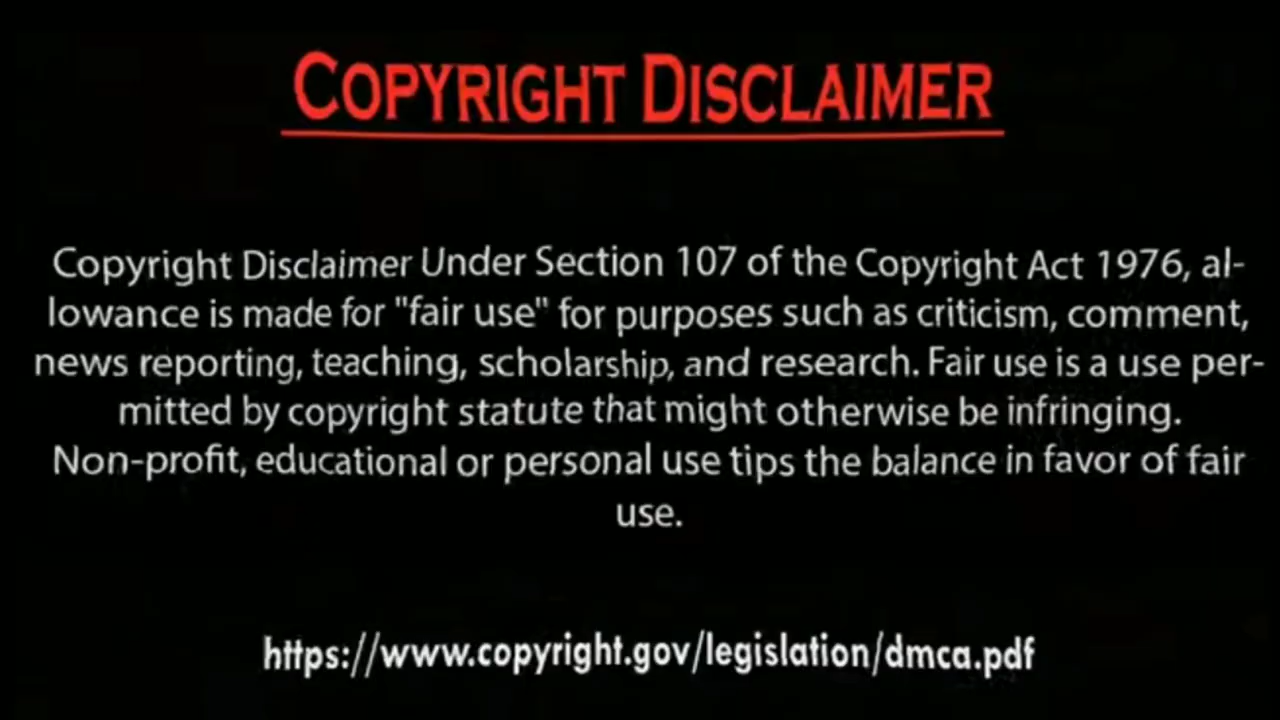 COPYRIGHT DISCLAIMER
Copyright Disclaimer Under Section 107 of the Copyright Act 1976, al-
lowance is made for "fair use" for purposes such as criticism, comment,
news reporting, teaching, scholarship, and research. Fair use is a use per-
mitted by copyright statute that might otherwise be infringing.
Non-profit, educational or personal use tips the balance in favor of fair
use.
https://www.copyright.gov/legislation/dmca.pdf